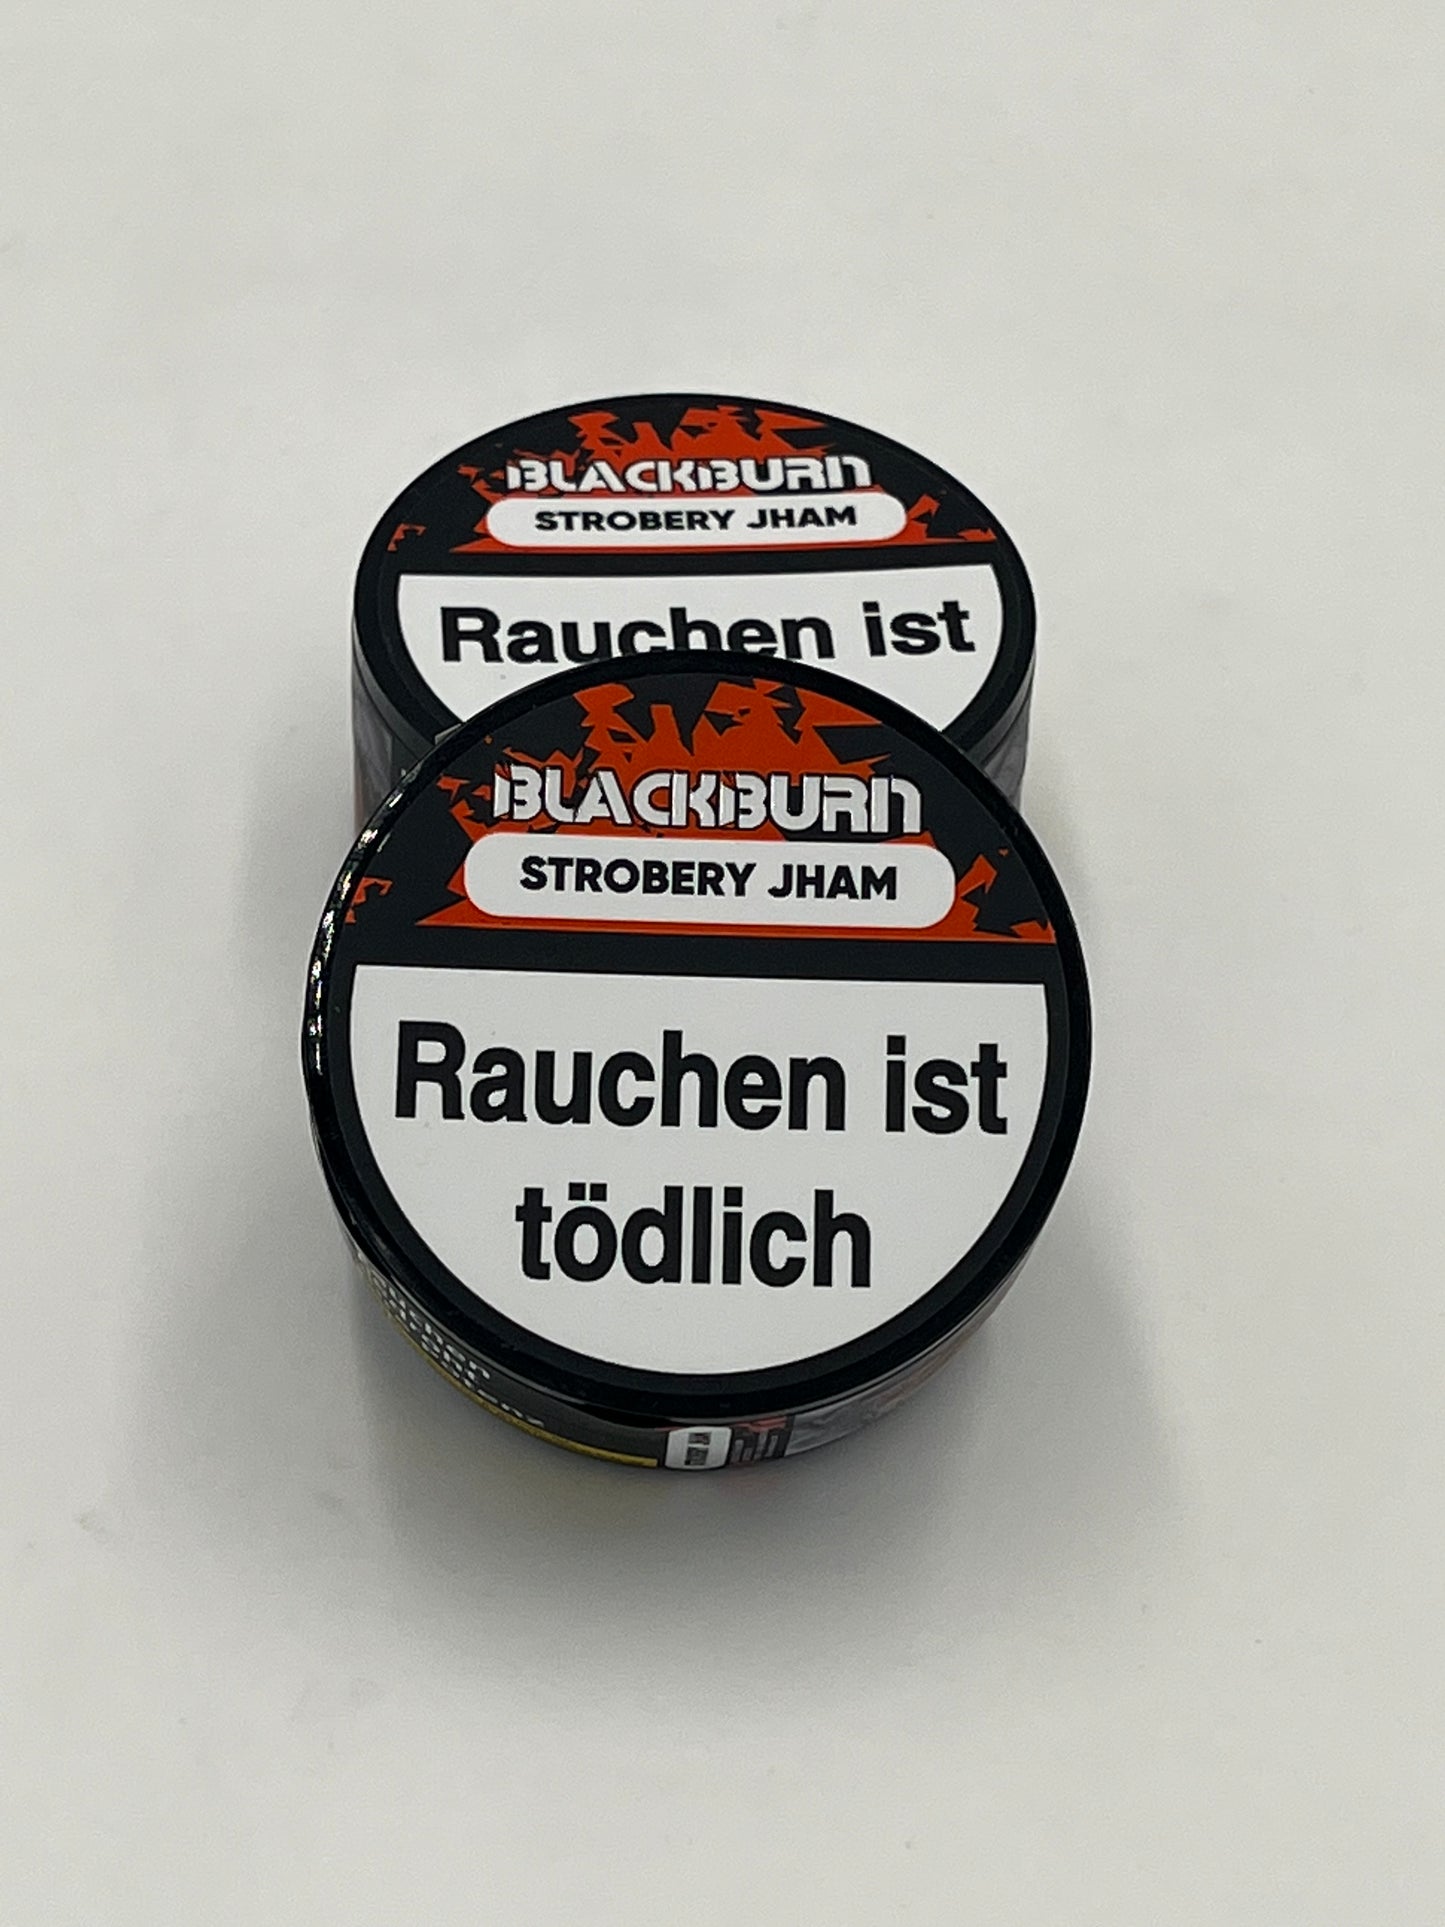 BLACKBURN
STROBERY JHAM
Rauchen ist
BLACKBURN
STROBERY JHAM
Rauchen ist
tödlich